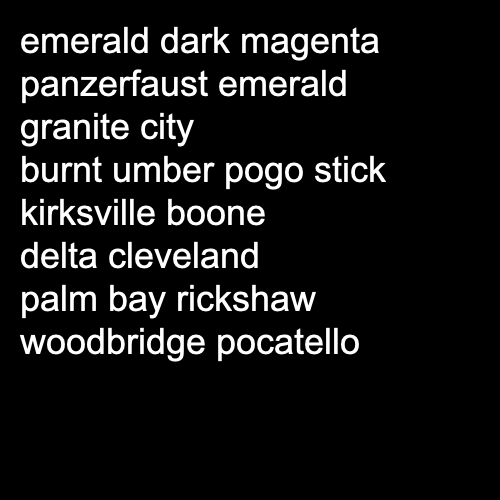 emerald dark magenta
panzerfaust emerald
granite city
burnt umber pogo stick
kirksville boone
delta cleveland
palm bay rickshaw
woodbridge pocatello